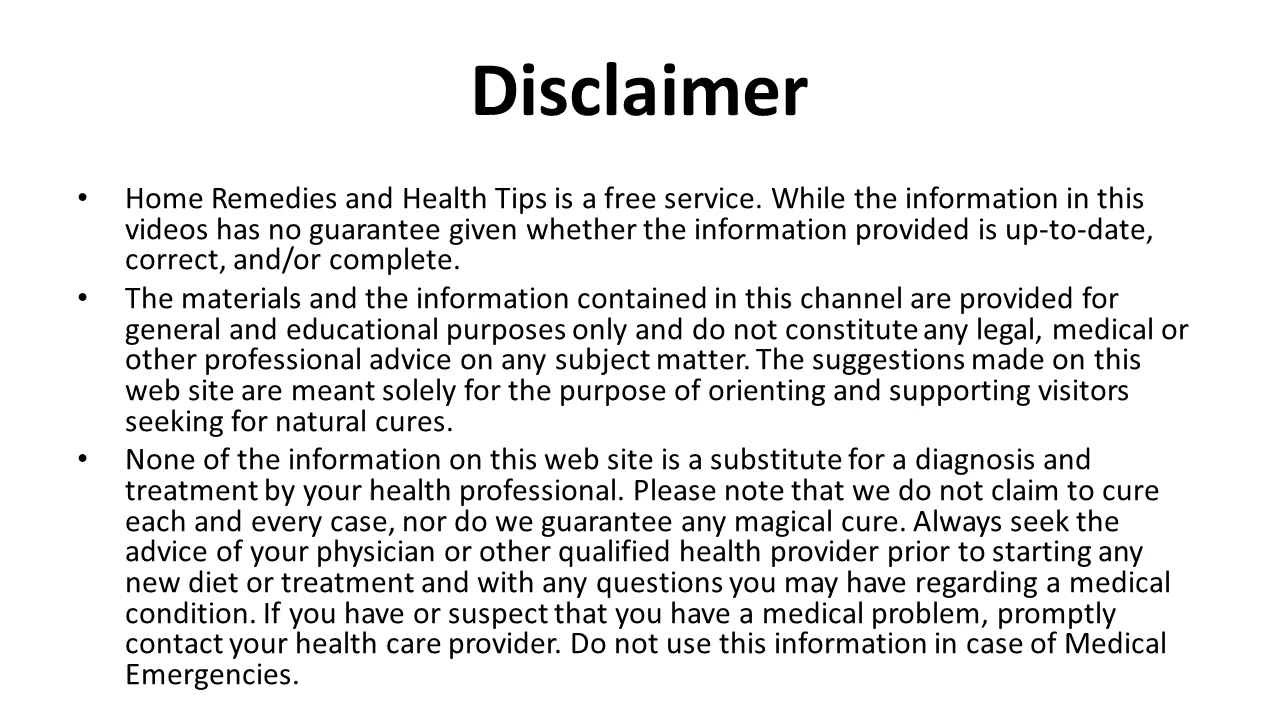 Disclaimer
• Home Remedies and Health Tips is a free service. While the information in this
videos has no guarantee given whether the information provided is up-to-date,
correct, and/or complete.
• The materials and the information contained in this channel are provided for
general and educational purposes only and do not constitute any legal, medical or
other professional advice on any subject matter. The suggestions made on this
web site are meant solely for the purpose of orienting and supporting visitors
seeking for natural cures.
• None of the information on this web site is a substitute for a diagnosis and
treatment by your health professional. Please note that we do not claim to cure
each and every case, nor do we guarantee any magical cure. Always seek the
advice of your physician or other qualified health provider prior to starting any
new diet or treatment and with any questions you may have regarding a medical
condition. If you have or suspect that you have a medical problem, promptly
contact your health care provider. Do not use this information in case of Medical
Emergencies.